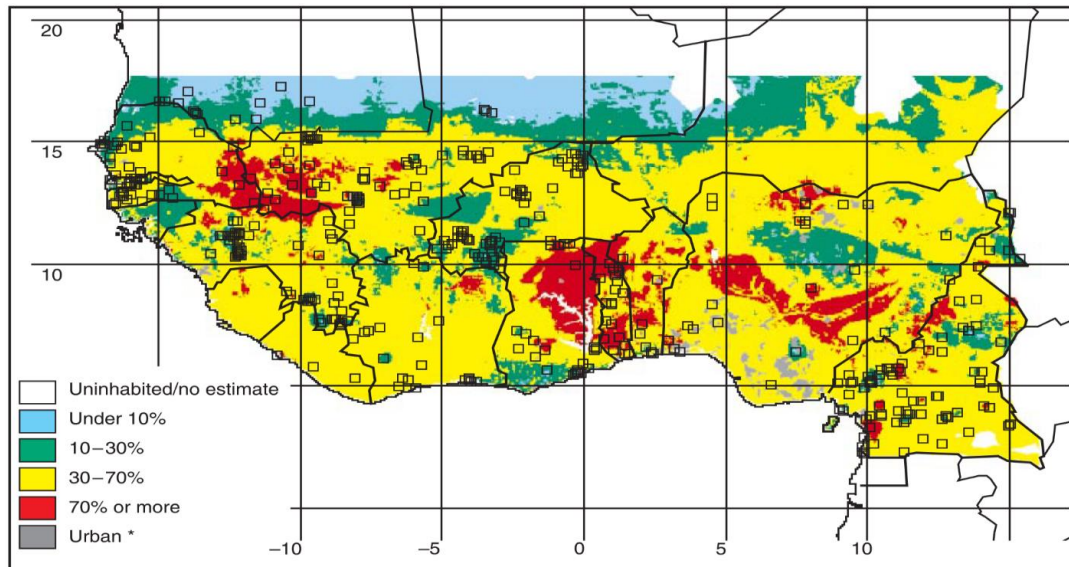 20
15
10
Uninhabited/no estimate
Under 10%
10–30%
30–70%
70% or more
Urban *
–10
–5
0
5
10